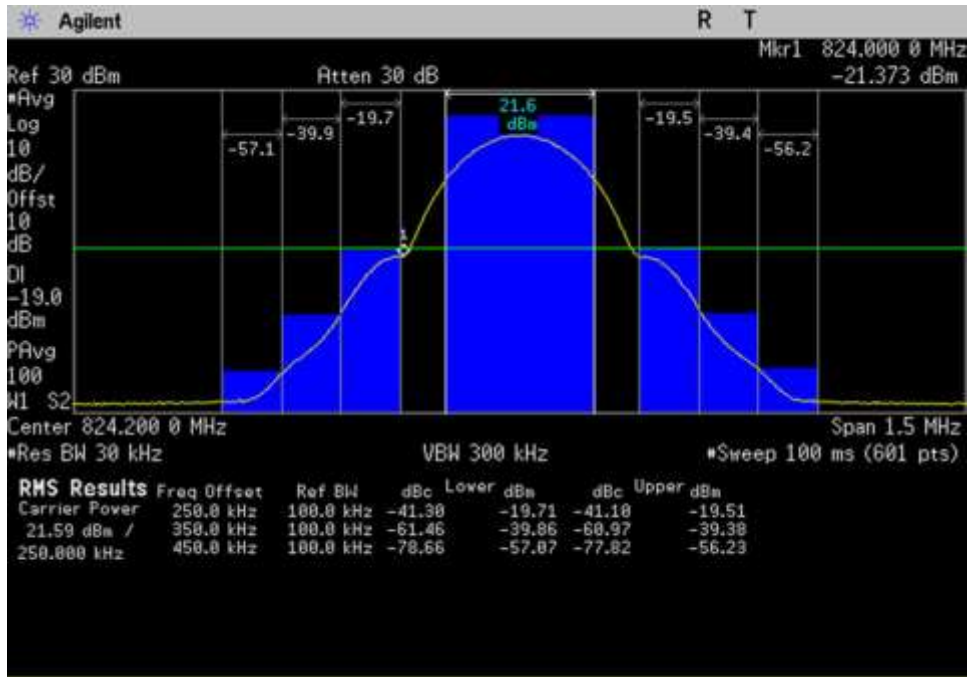 Agilent R T
Mkr1 824.000 0 MHz
Ref 30 dBm Atten 30 dB -21.373 dBm
#Avg
Log
10
dB/
Offst
10
dB
DI
-19.0
dBm
PAvg
100
W1 S2
-57.1 -39.9 -19.7 21.6 dBm -19.5 -39.4 -56.2
1
Center 824.200 0 MHz Span 1.5 MHz
#Res BW 30 kHz VBW 300 kHz #Sweep 100 ms (601 pts)
RMS Results Freq Offset Ref BW dBc Lower dBm dBc Upper dBm
Carrier Power 250.0 kHz 100.0 kHz -41.30 -19.71 -41.10 -19.51
21.59 dBm / 350.0 kHz 100.0 kHz -61.46 -39.86 -60.97 -39.38
250.000 kHz 450.0 kHz 100.0 kHz -78.66 -57.07 -77.82 -56.23